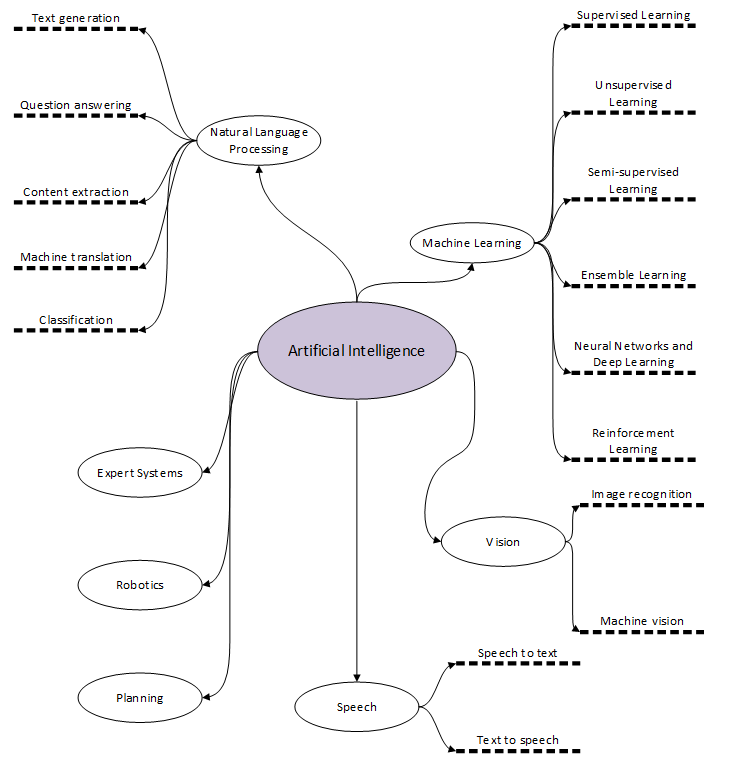 Text generation
Question answering
Content extraction
Machine translation
Classification
Natural Language
Processing
Supervised Learning
Unsupervised
Learning
Semi-supervised
Learning
Ensemble Learning
Neural Networks and
Deep Learning
Reinforcement
Learning
Machine Learning
Artificial Intelligence
Expert Systems
Robotics
Planning
Vision
Image recognition
Machine vision
Speech
Speech to text
Text to speech